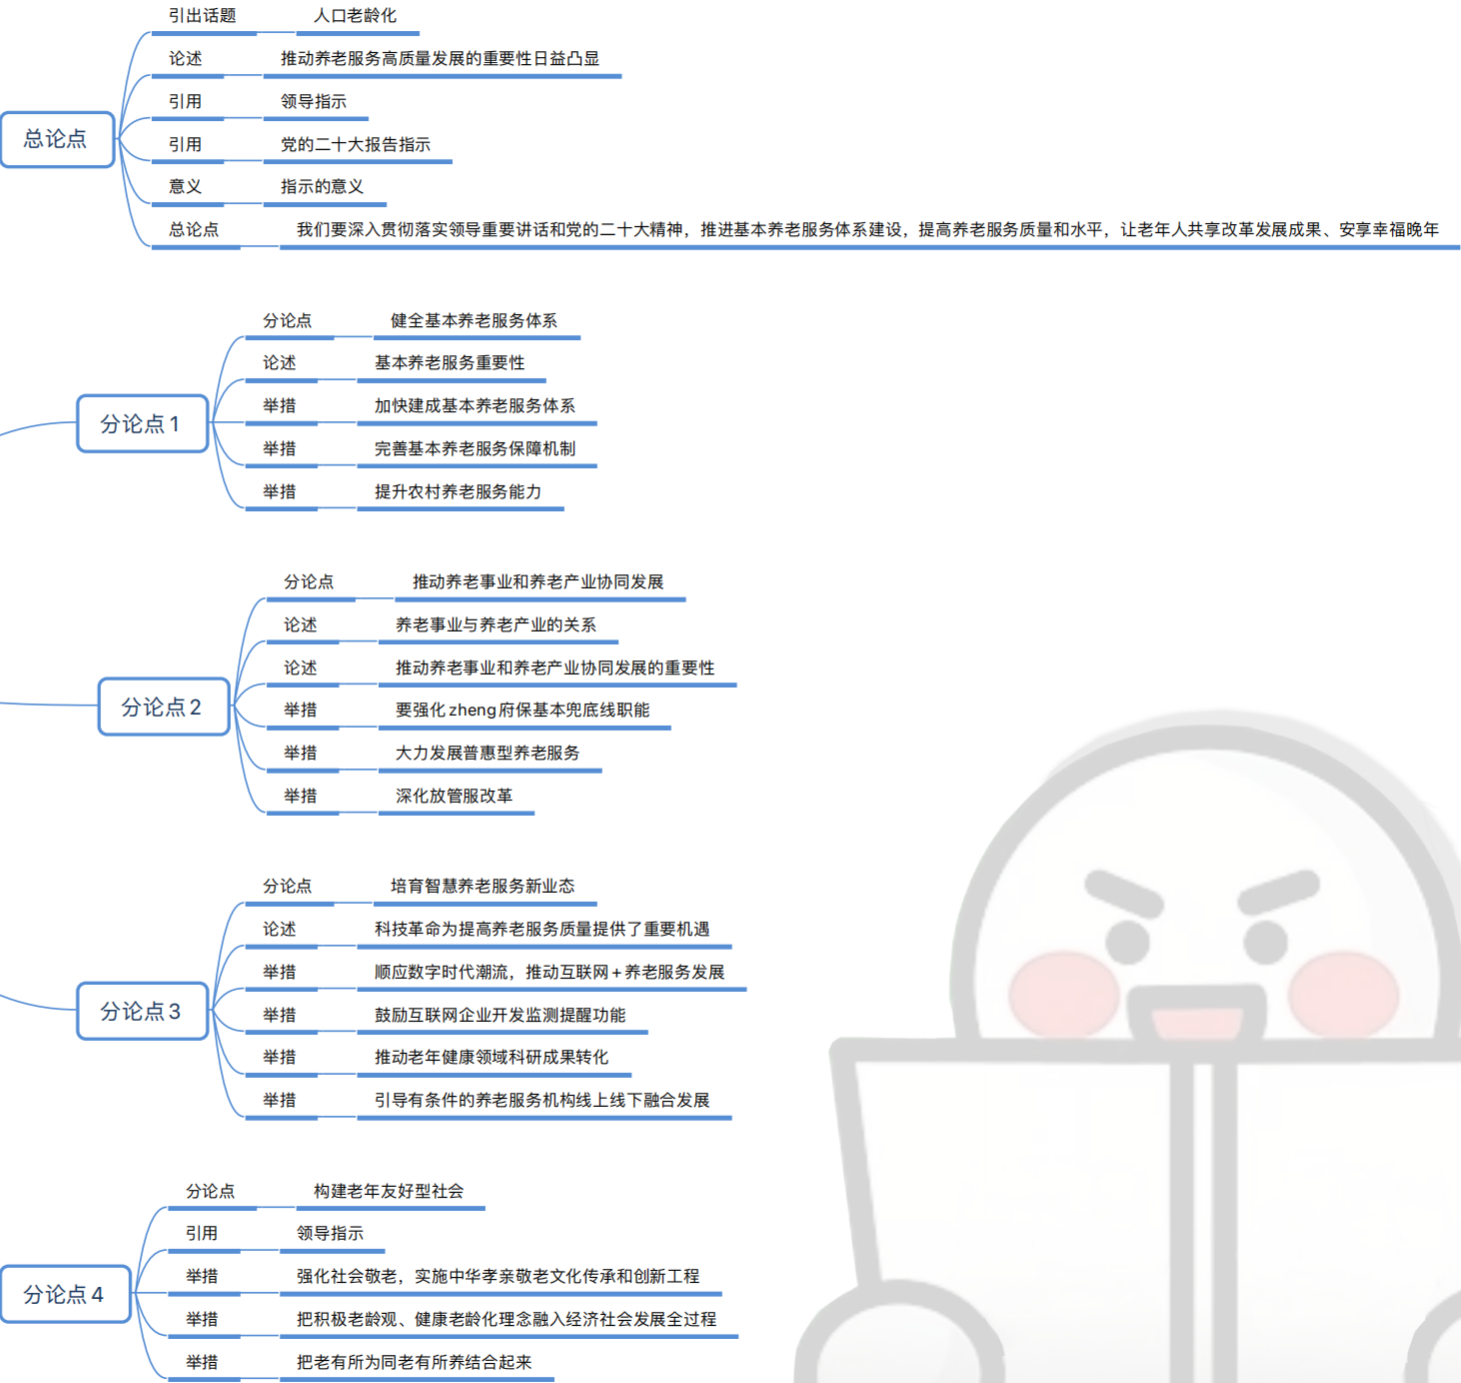 总论点
引出话题 人口老龄化
论述 推动养老服务高质量发展的重要性日益凸显
引用 领导指示
引用 党的二十大报告指示
意义 指示的意义
总论点 我们要深入贯彻落实领导重要讲话和党的二十大精神，推进基本养老服务体系建设，提高养老服务质量和水平，让老年人共享改革发展成果、安享幸福晚年
分论点1
分论点 健全基本养老服务体系
论述 基本养老服务重要性
举措 加快建成基本养老服务体系
举措 完善基本养老服务保障机制
举措 提升农村养老服务能力
分论点2
分论点 推动养老事业和养老产业协同发展
论述 养老事业与养老产业的关系
论述 推动养老事业和养老产业协同发展的重要性
举措 要强化zheng府保基本兜底线职能
举措 大力发展普惠型养老服务
举措 深化放管服改革
分论点3
分论点 培育智慧养老服务新业态
论述 科技革命为提高养老服务质量提供了重要机遇
举措 顺应数字时代潮流，推动互联网+养老服务发展
举措 鼓励互联网企业开发监测提醒功能
举措 推动老年健康领域科研成果转化
举措 引导有条件的养老服务机构线上线下融合发展
分论点4
分论点 构建老年友好型社会
引用 领导指示
举措 强化社会敬老，实施中华孝亲敬老文化传承和创新工程
举措 把积极老龄观、健康老龄化理念融入经济社会发展全过程
举措 把老有所为同老有所养结合起来